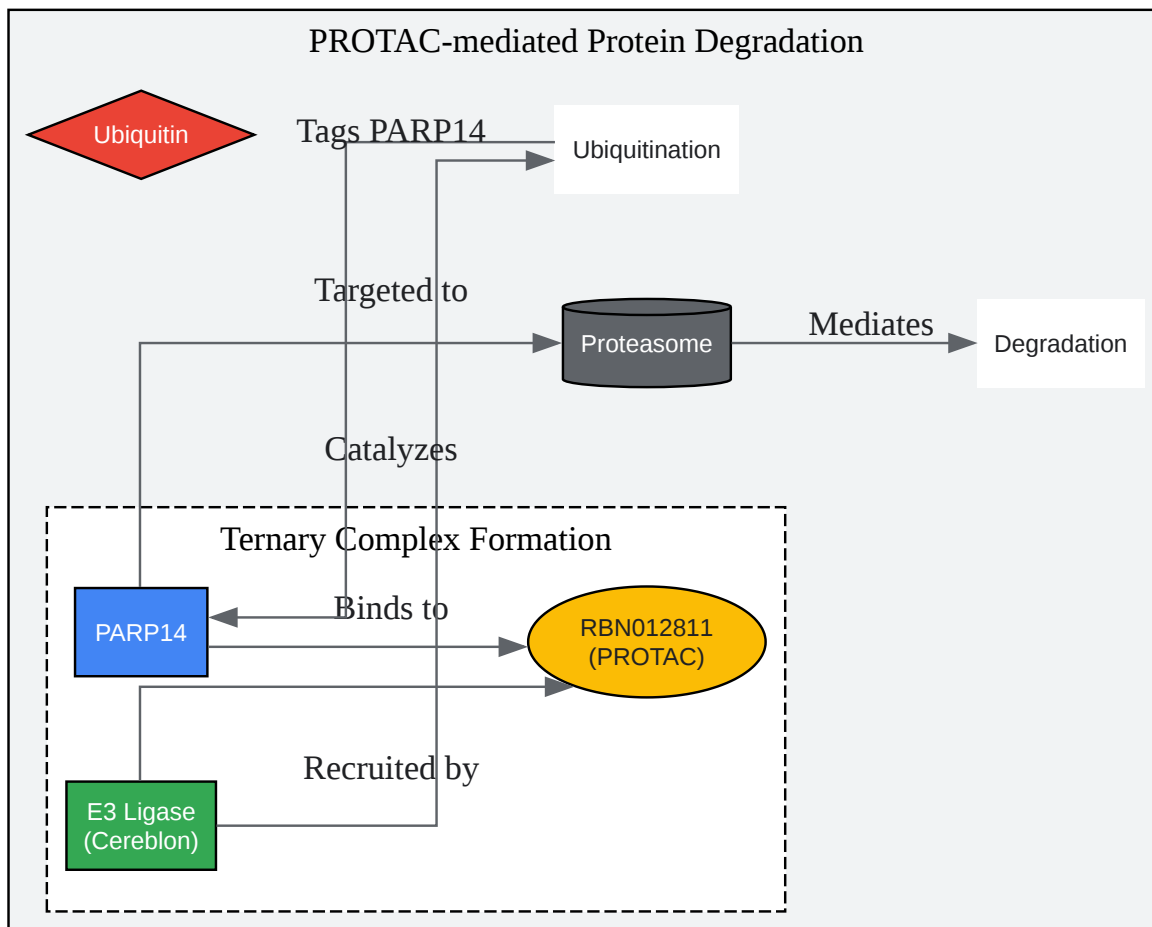 PROTAC-mediated Protein Degradation
Ubiquitin
Tags PARP14
Ubiquitination
Targeted to
Proteasome
Mediates
Degradation
Catalyzes
Ternary Complex Formation
PARP14
Binds to
RBN012811
(PROTAC)
Recruited by
E3 Ligase
(Cereblon)